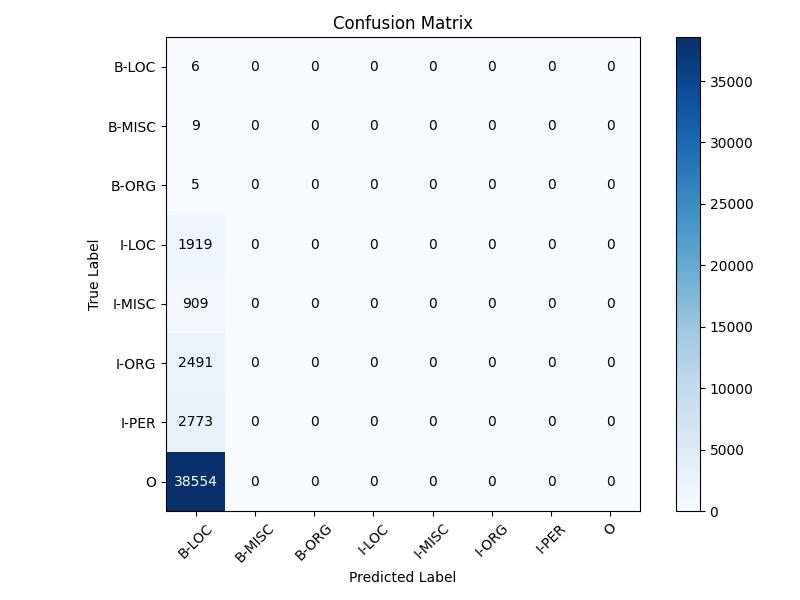 Confusion Matrix
B-LOC 6 0 0 0 0 0 0 0
B-MISC 9 0 0 0 0 0 0 0
B-ORG 5 0 0 0 0 0 0 0
I-LOC 1919 0 0 0 0 0 0 0
I-MISC 909 0 0 0 0 0 0 0
I-ORG 2491 0 0 0 0 0 0 0
I-PER 2773 0 0 0 0 0 0 0
O 38554 0 0 0 0 0 0 0
B-LOC B-MISC B-ORG I-LOC I-MISC I-ORG I-PER O
Predicted Label
True Label
35000
30000
25000
20000
15000
10000
5000
0